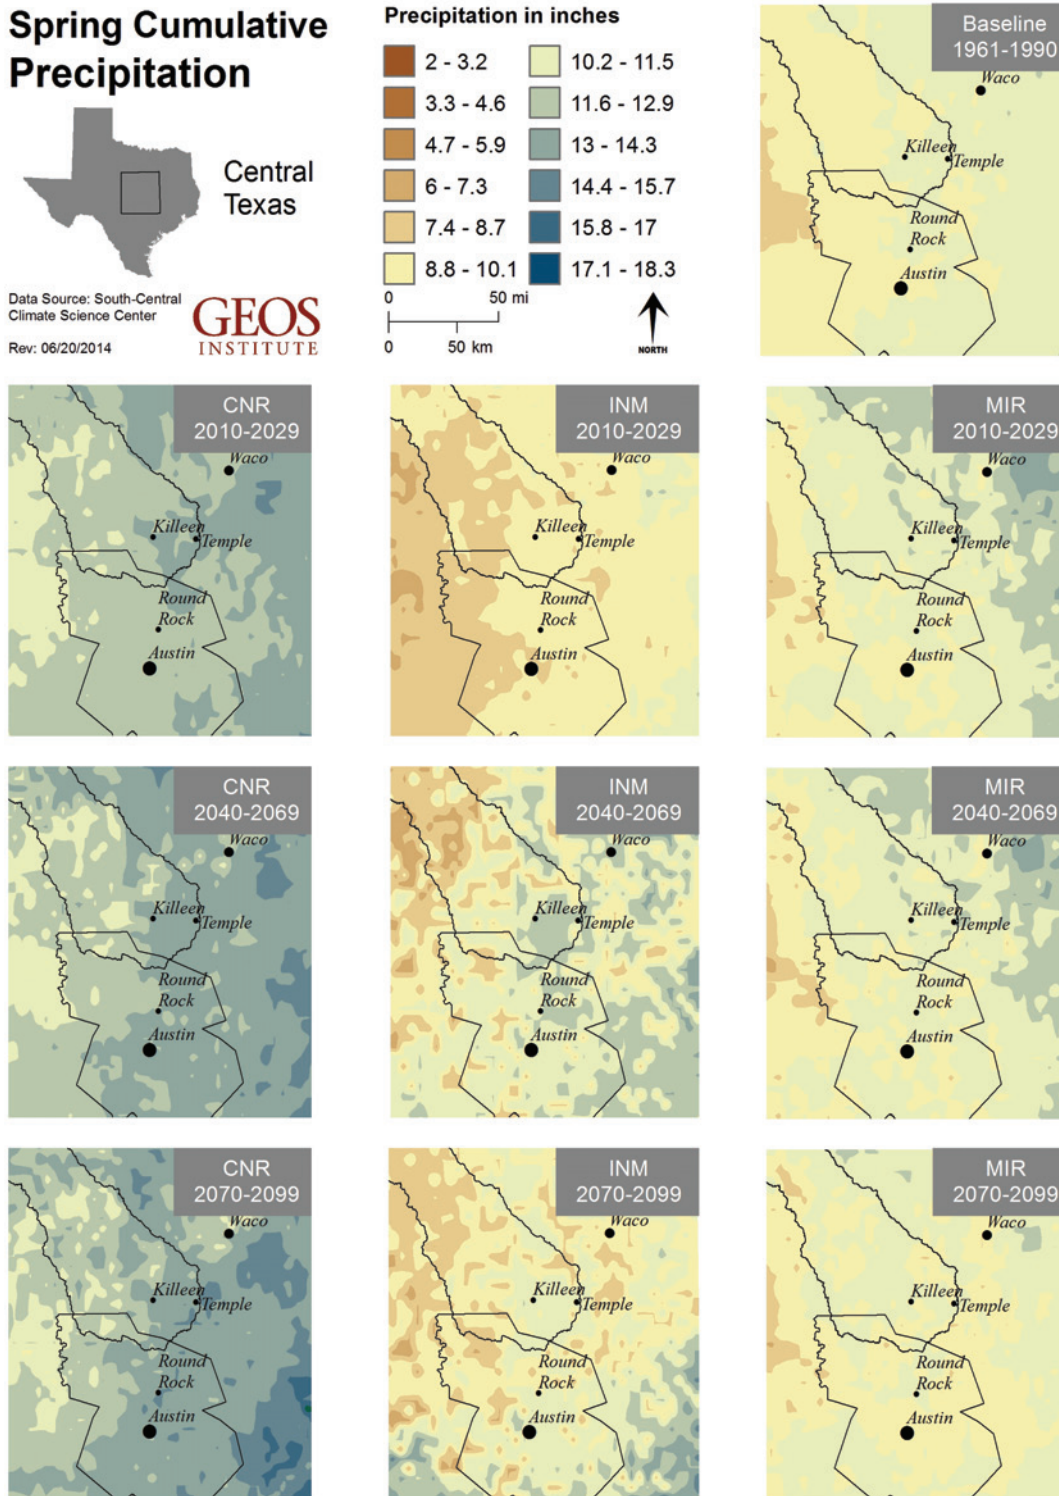 Spring Cumulative
Precipitation
Central
Texas
Data Source: South-Central
Climate Science Center
Rev: 06/20/2014
GEOS
INSTITUTE
Precipitation in inches
2 - 3.2
3.3 - 4.6
4.7 - 5.9
6 - 7.3
7.4 - 8.7
8.8 - 10.1
10.2 - 11.5
11.6 - 12.9
13 - 14.3
14.4 - 15.7
15.8 - 17
17.1 - 18.3
0 50 mi
0 50 km
NORTH
Baseline
1961-1990
Waco
Killeen
Temple
Round
Rock
Austin
CNR
2010-2029
Waco
Killeen
Temple
Round
Rock
Austin
INM
2010-2029
Waco
Killeen
Temple
Round
Rock
Austin
MIR
2010-2029
Waco
Killeen
Temple
Round
Rock
Austin
CNR
2040-2069
Waco
Killeen
Temple
Round
Rock
Austin
INM
2040-2069
Waco
Killeen
Temple
Round
Rock
Austin
MIR
2040-2069
Waco
Killeen
Temple
Round
Rock
Austin
CNR
2070-2099
Waco
Killeen
Temple
Round
Rock
Austin
INM
2070-2099
Waco
Killeen
Temple
Round
Rock
Austin
MIR
2070-2099
Waco
Killeen
Temple
Round
Rock
Austin